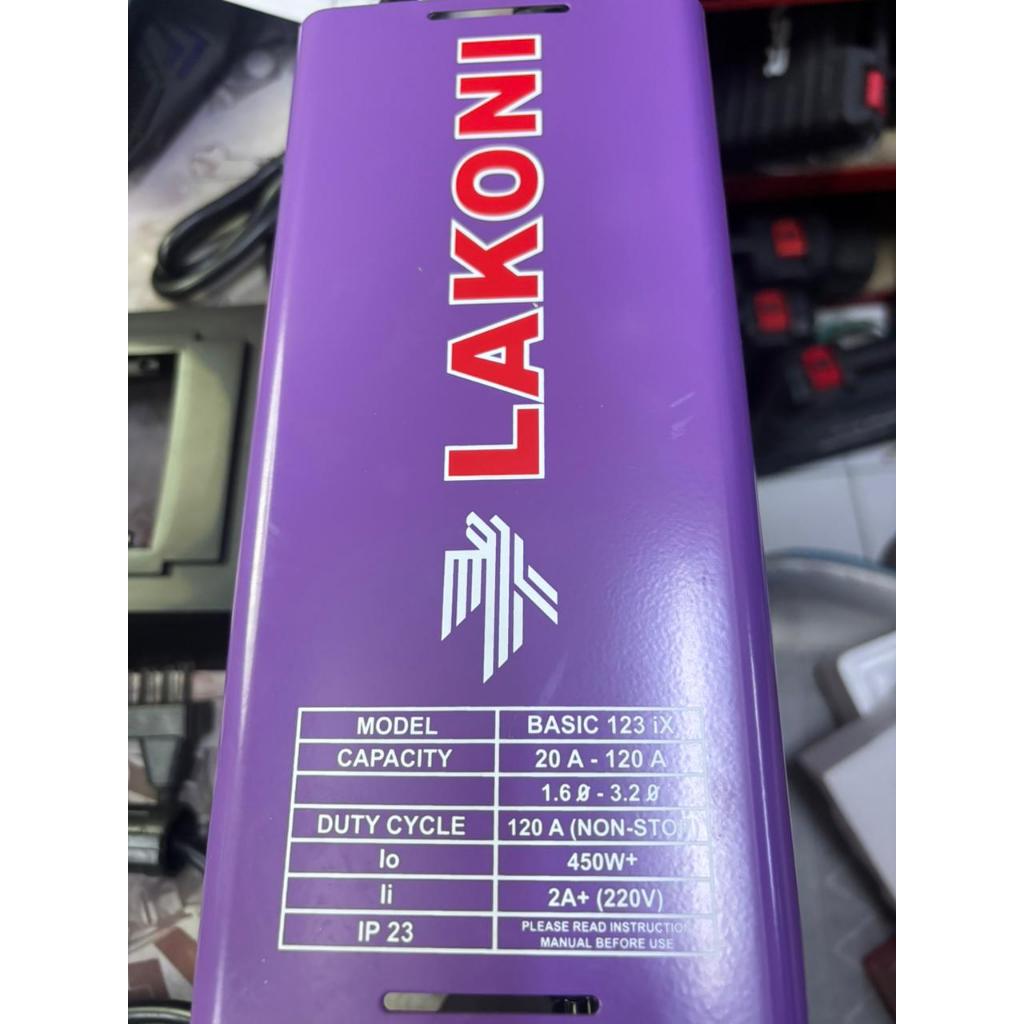 LAKONI
MODEL BASIC 123 iX
CAPACITY 20 A - 120 A
1.6 Ø - 3.2 Ø
DUTY CYCLE 120 A (NON-STOP)
Io 450W+
Ii 2A+ (220V)
IP 23 PLEASE READ INSTRUCTION
MANUAL BEFORE USE